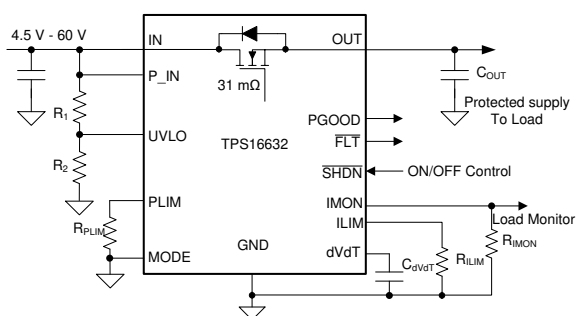 4.5 V - 60 V
IN
OUT
P_IN
31 mΩ
COUT
R1
Protected supply
To Load
PGOOD
UVLO
TPS16632
FLT
R2
SHDN
ON/OFF Control
PLIM
IMON
Load Monitor
RPLIM
ILIM
RIMON
MODE
GND
dVdT
CdVdT
RILIM